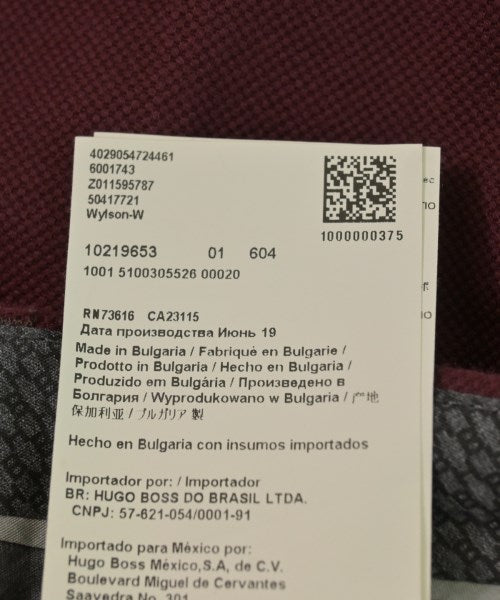 4029054724461
6001743
Z011595787
50417721
Wylson-W
1000000375
10219653 01 604
1001 5100305526 00020
RN73616 CA23115
Дата производства Июнь 19
Made in Bulgaria / Fabriqué en Bulgarie /
Prodotto in Bulgaria / Hecho en Bulgaria /
Produzido em Bulgária / Произведено в
Болгария / Wyprodukowano w Bulgaria / 产地
保加利亚 / ブルガリア 製
Hecho en Bulgaria con insumos importados
Importador por: / Importador
BR: HUGO BOSS DO BRASIL LTDA.
CNPJ: 57-621-054/0001-91
Importado para México por:
Hugo Boss México,S.A, de C.V.
Boulevard Miguel de Cervantes
Saavedra No. 301